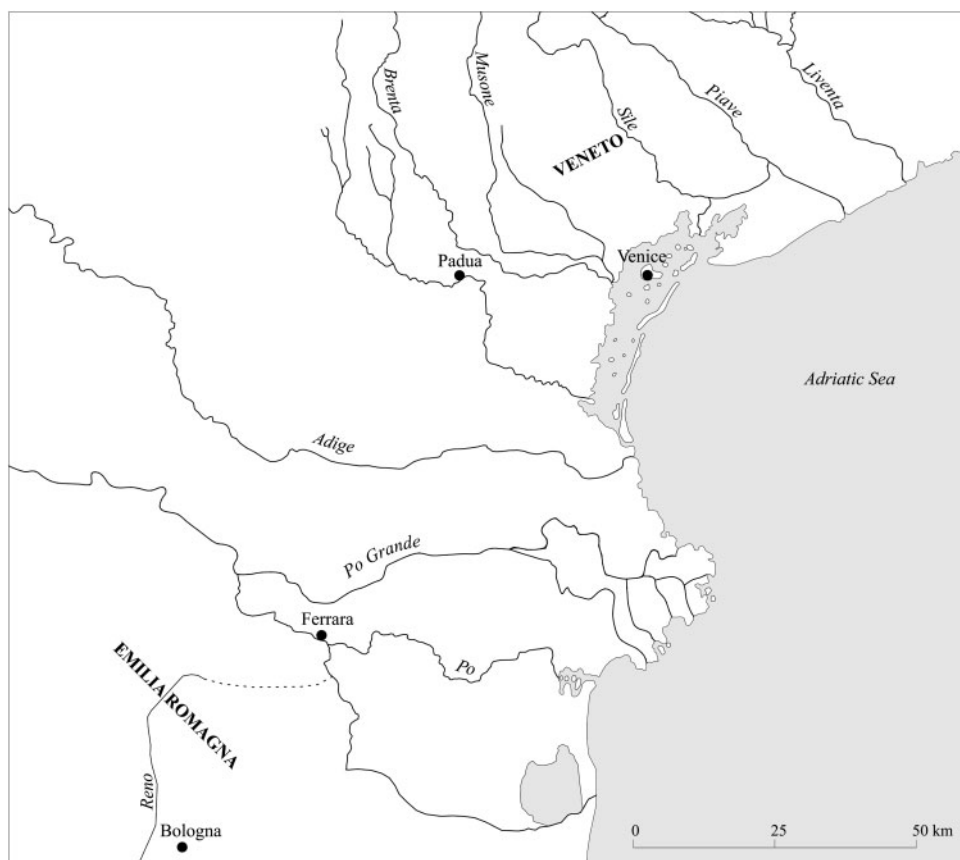 Brenta
Musone
Sile
Piave
Liventa
VENETO
Padua
Venice
Adriatic Sea
Adige
Po Grande
Ferrara
Po
EMILIA ROMAGNA
Reno
Bologna
0 25 50 km